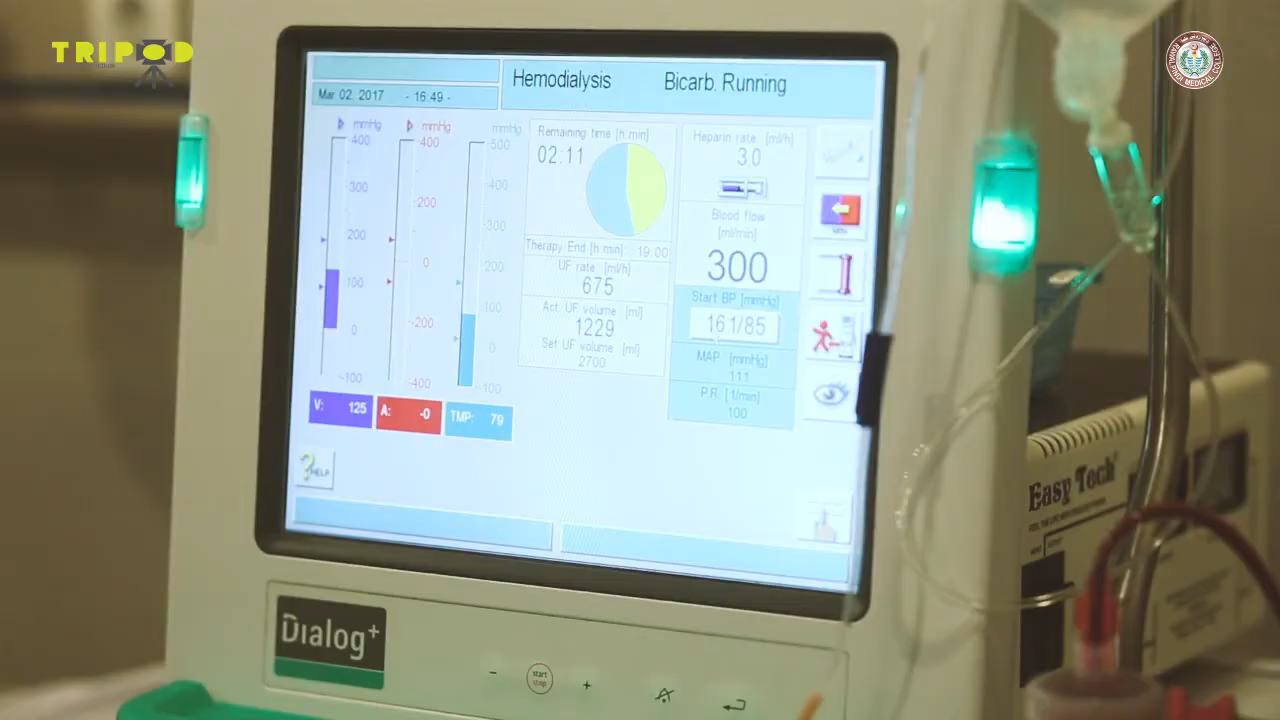 TRIPOD
RAWALPINDI MEDICAL COLLEGE
Mar. 02. 2017 - 16:49 -
Hemodialysis Bicarb. Running
mmHg mmHg mmHg
400 400 500
300 200 400
200 0 300
100 -200 200
0 -400 100
-100 0
-100
Remaining time [h:min]
02:11
Therapy End [h:min]: 19:00
UF rate [ml/h]
675
Act. UF volume [ml]
1229
Set UF volume [ml]
2700
Heparin rate [ml/h]
3.0
Blood flow
[ml/min]
300
Start BP [mmHg]
161/85
MAP [mmHg]
111
P.R. [1/min]
100
V: 125 A: -0 TMP: 79
? HELP
Easy Tech
Dialog+
- start stop +